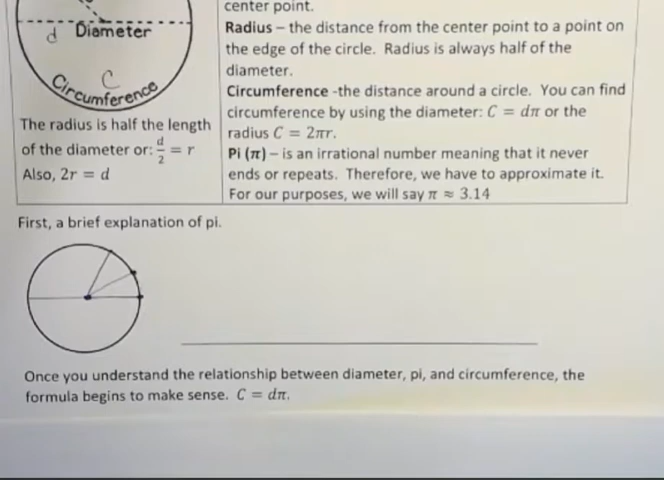 d Diameter
C
Circumference
The radius is half the length
of the diameter or: d/2 = r
Also, 2r = d
center point.
Radius – the distance from the center point to a point on
the edge of the circle. Radius is always half of the
diameter.
Circumference -the distance around a circle. You can find
circumference by using the diameter: C = dπ or the
radius C = 2πr.
Pi (π) – is an irrational number meaning that it never
ends or repeats. Therefore, we have to approximate it.
For our purposes, we will say π ≈ 3.14
First, a brief explanation of pi.
Once you understand the relationship between diameter, pi, and circumference, the
formula begins to make sense. C = dπ.